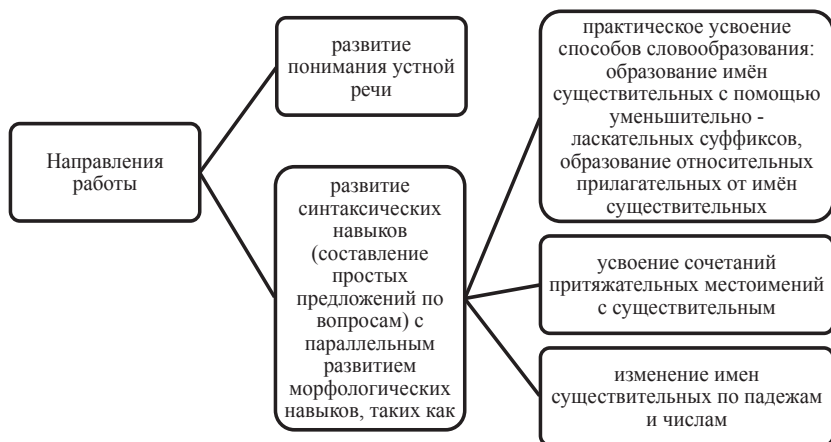 Направления
работы
развитие
понимания устной
речи
развитие
синтаксических
навыков
(составление
простых
предложений по
вопросам) с
параллельным
развитием
морфологических
навыков, таких как
практическое усвоение
способов словообразования:
образование имён
существительных с помощью
уменьшительно -
ласкательных суффиксов,
образование относительных
прилагательных от имён
существительных
усвоение сочетаний
притяжательных местоимений
с существительным
изменение имен
существительных по падежам
и числам